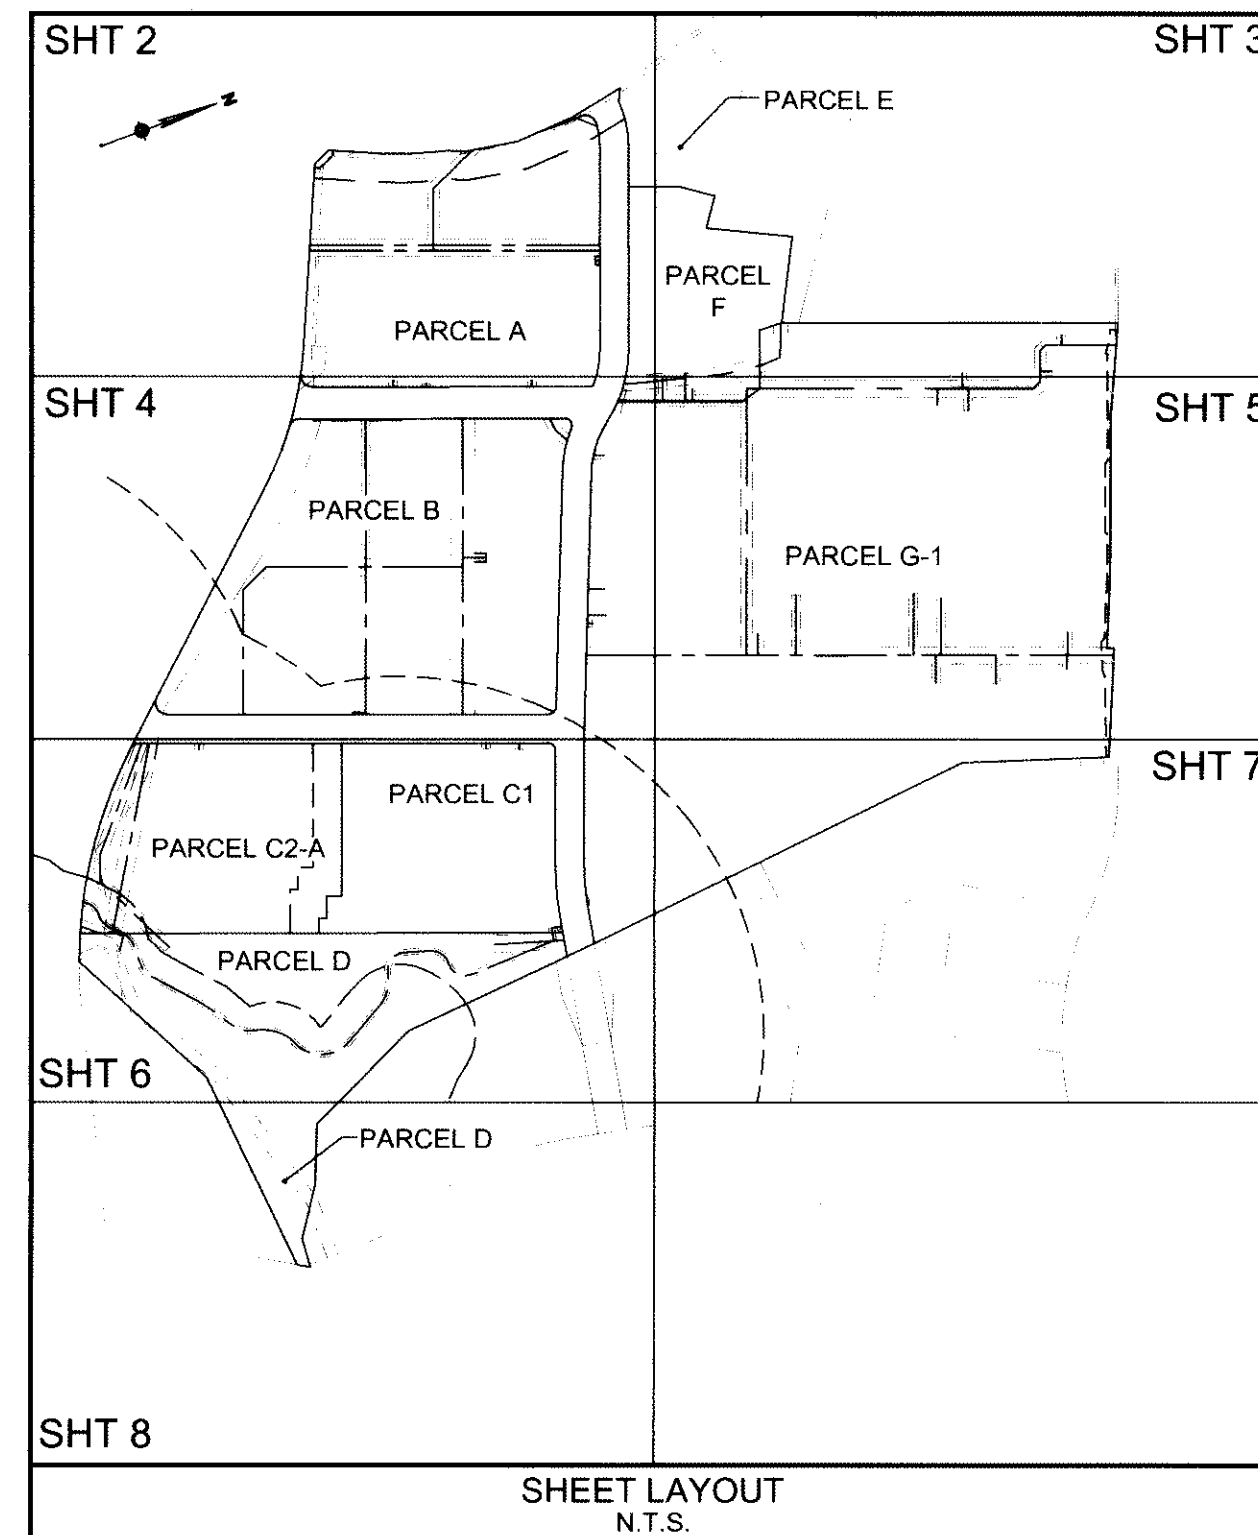 SHT 2
SHT 3
N
PARCEL E
PARCEL
F
PARCEL A
SHT 4
SHT 5
PARCEL B
PARCEL G-1
SHT 7
PARCEL C1
PARCEL C2-A
PARCEL D
SHT 6
PARCEL D
SHT 8
SHEET LAYOUT
N.T.S.